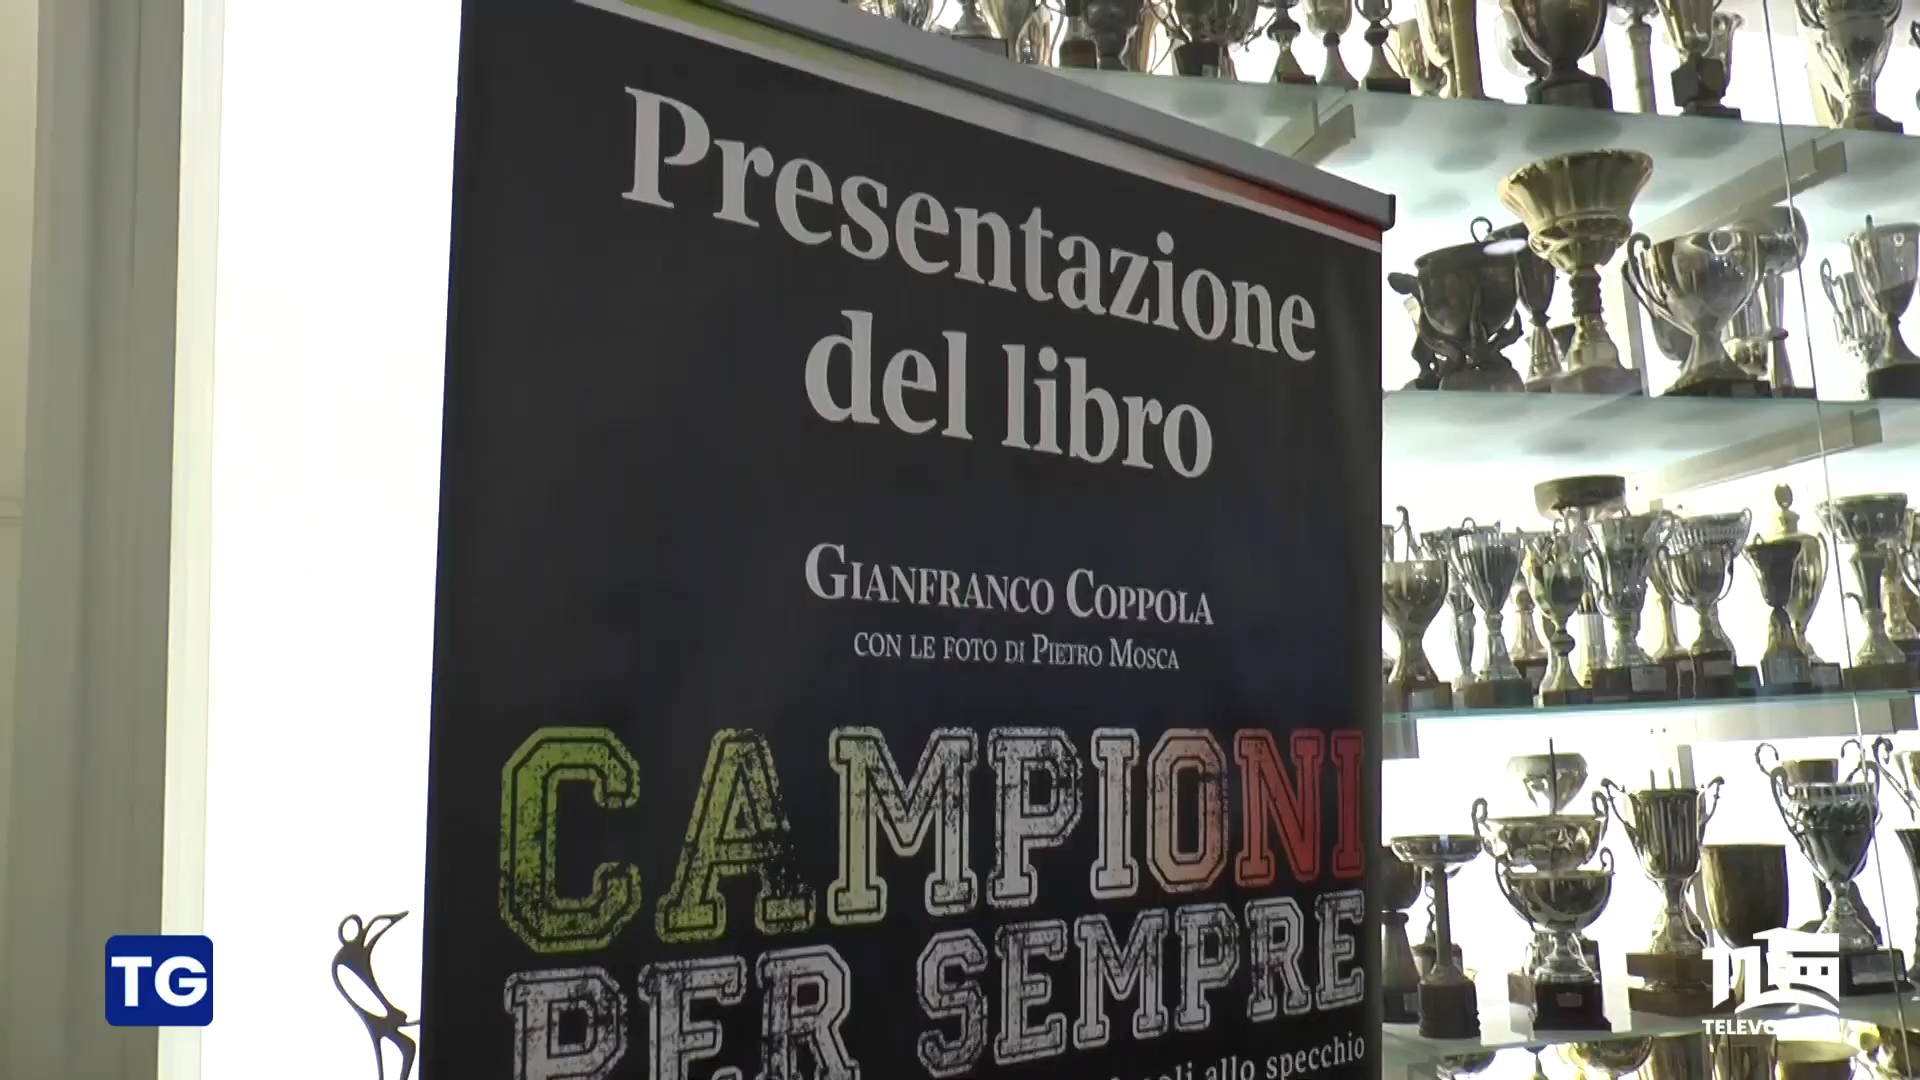 Presentazione
del libro
GIANFRANCO COPPOLA
CON LE FOTO DI PIETRO MOSCA
CAMPIONI
PER SEMPRE
allo specchio
TG